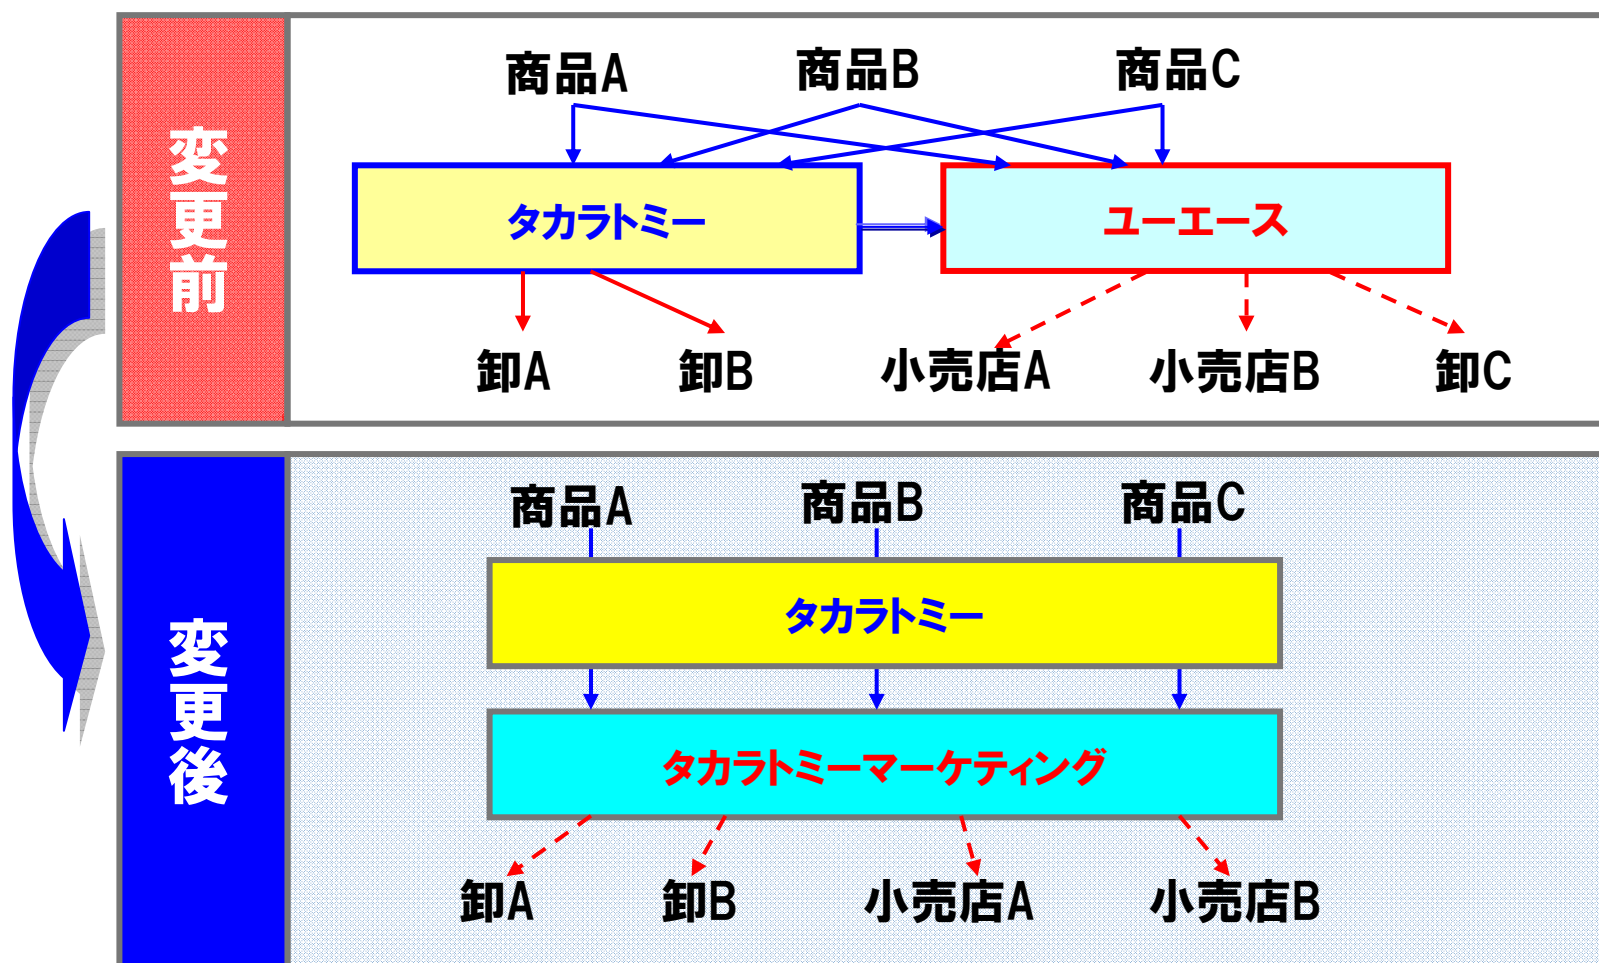 変更前
商品A
商品B
商品C
タカラトミー
ユーエース
卸A
卸B
小売店A
小売店B
卸C
変更後
商品A
商品B
商品C
タカラトミー
タカラトミーマーケティング
卸A
卸B
小売店A
小売店B